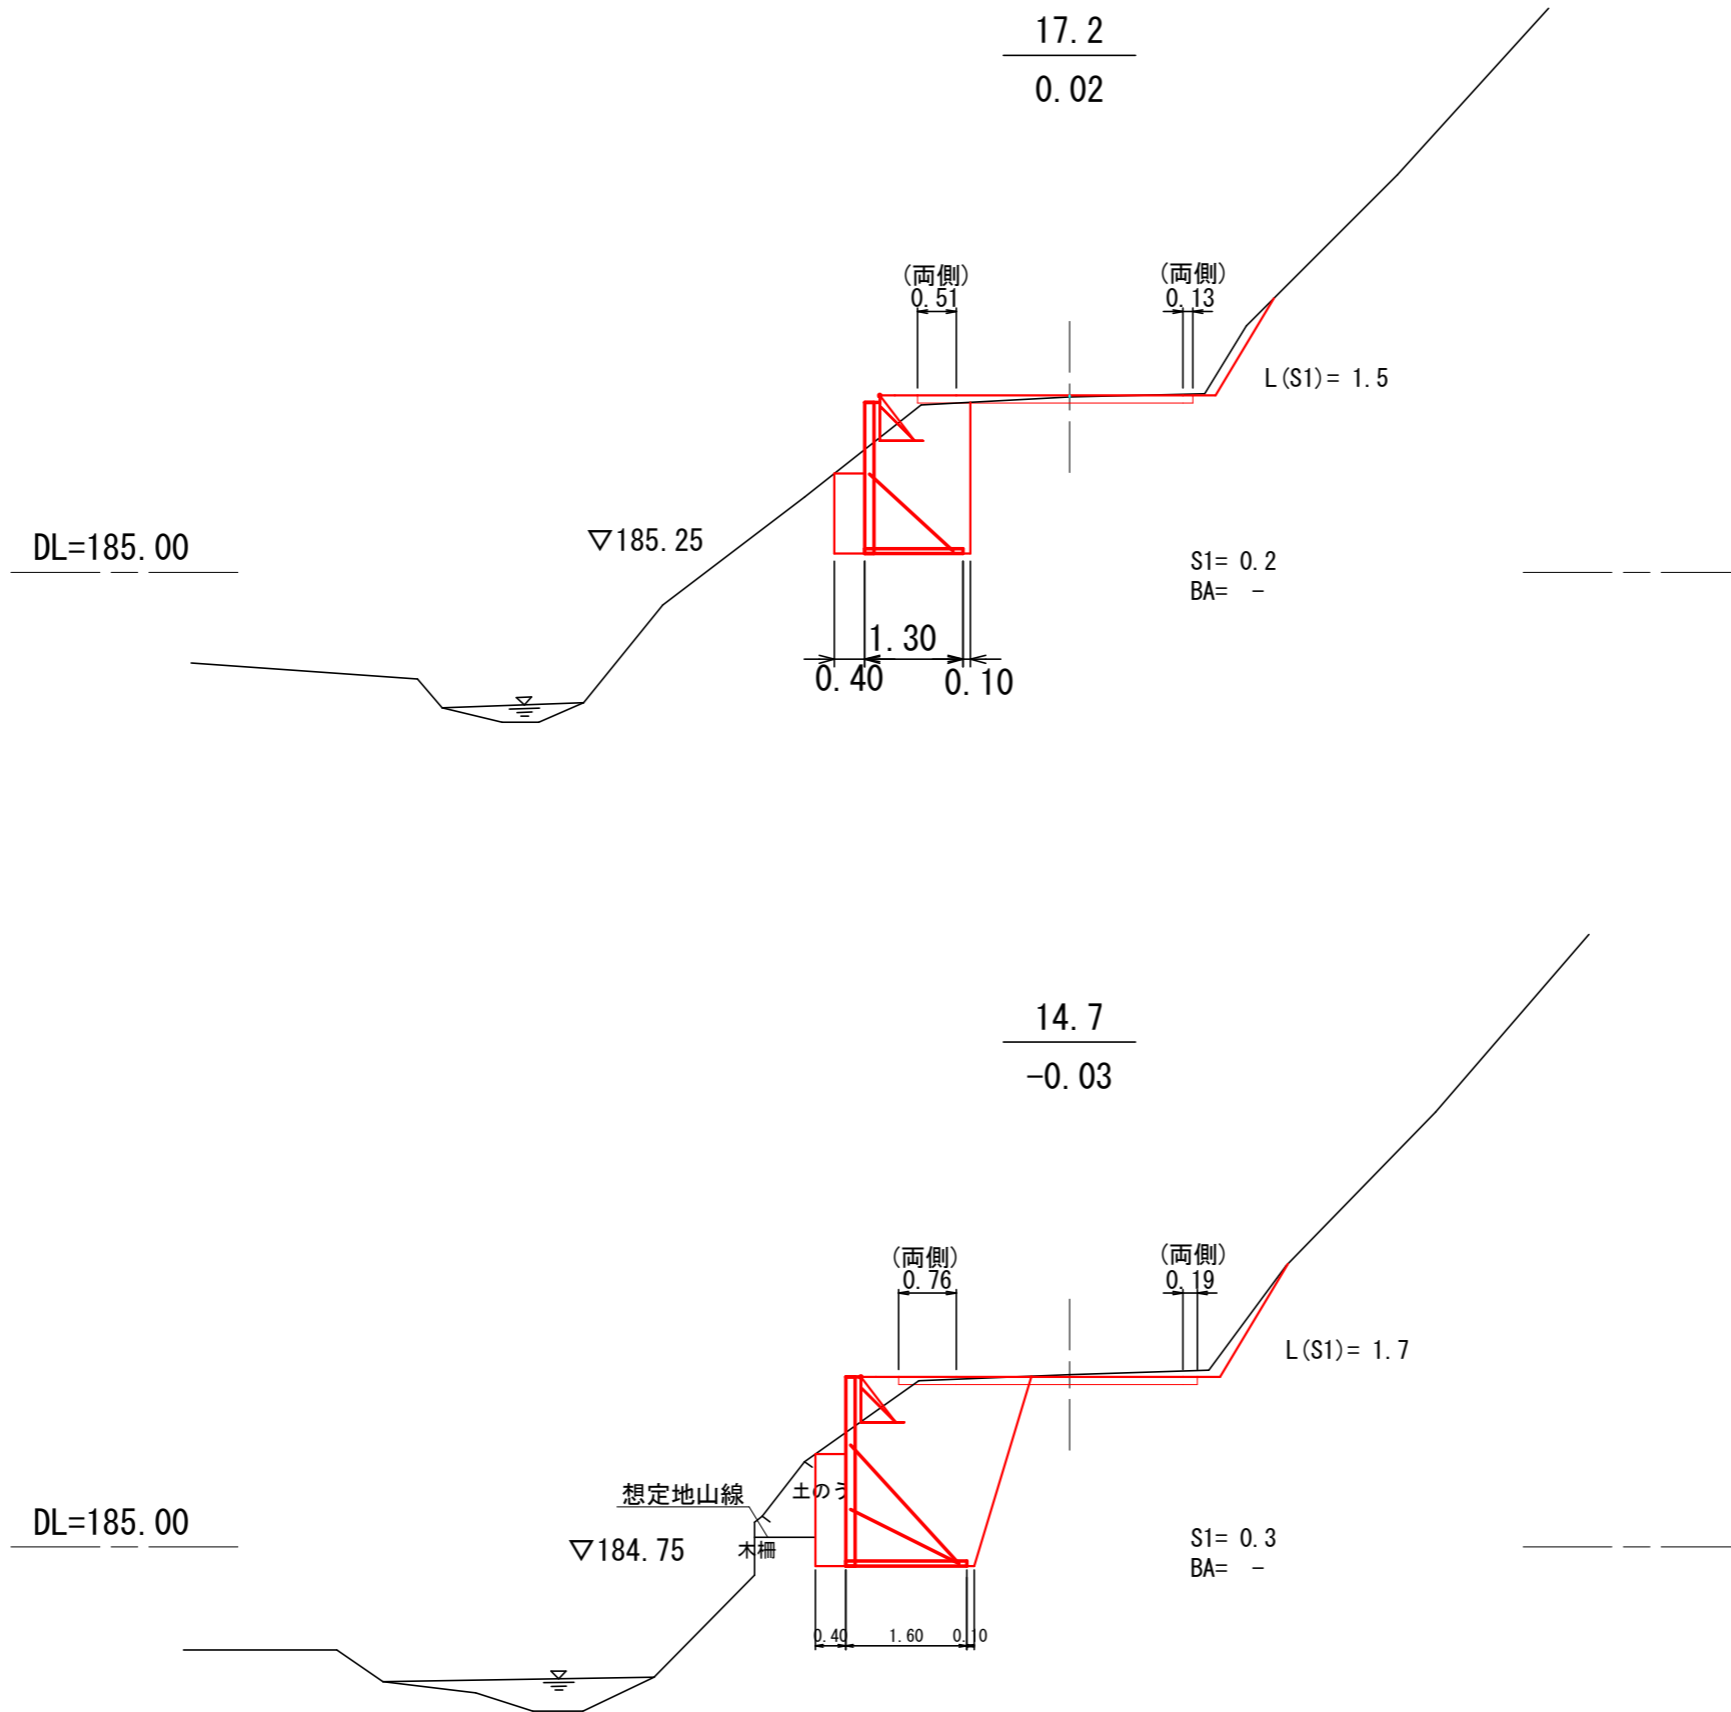 17.2
0.02
(両側)
0.51
(両側)
0.13
L(S1)= 1.5
DL=185.00
▽185.25
S1= 0.2
BA= -
1.30
0.40
0.10
14.7
-0.03
(両側)
0.76
(両側)
0.19
L(S1)= 1.7
想定地山線
土のう
DL=185.00
▽184.75
木柵
S1= 0.3
BA= -
0.40
1.60
0.10